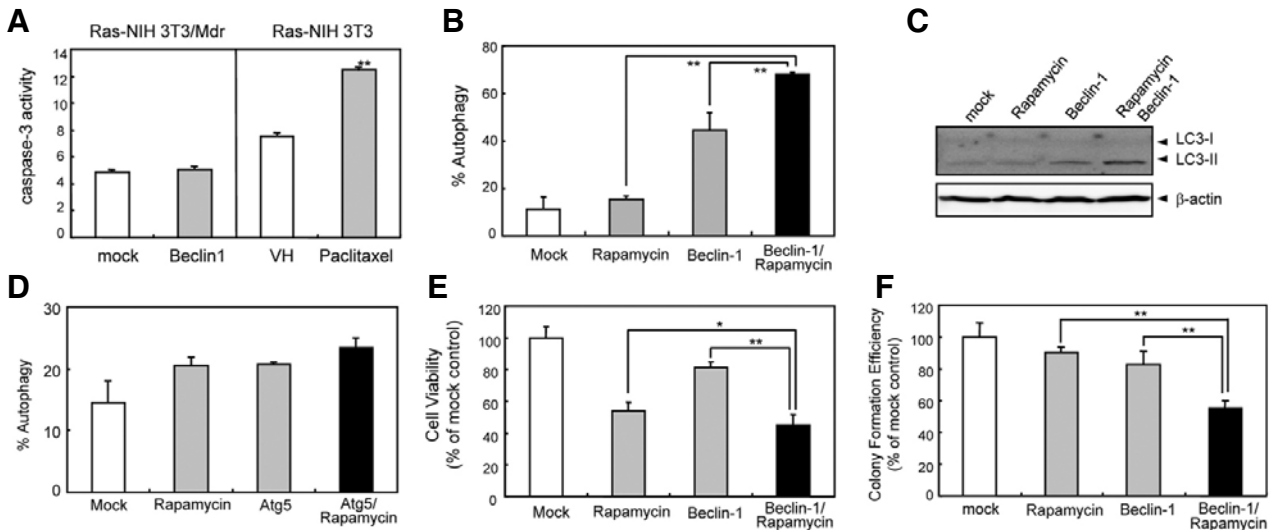 A
Ras-NIH 3T3/Mdr
Ras-NIH 3T3
caspase-3 activity
14
12
10
8
6
4
2
0
**
mock
Beclin1
VH
Paclitaxel
B
% Autophagy
80
60
40
20
0
**
**
Mock
Rapamycin
Beclin-1
Beclin-1/
Rapamycin
C
mock
Rapamycin
Beclin-1
Rapamycin
Beclin-1
LC3-I
LC3-II
β-actin
D
% Autophagy
30
20
10
0
Mock
Rapamycin
Atg5
Atg5/
Rapamycin
E
Cell Viability
(% of mock control)
120
100
80
60
40
20
0
*
**
Mock
Rapamycin
Beclin-1
Beclin-1/
Rapamycin
F
Colony Formation Efficiency
(% of mock control)
120
100
80
60
40
20
0
**
**
mock
Rapamycin
Beclin-1
Beclin-1/
Rapamycin